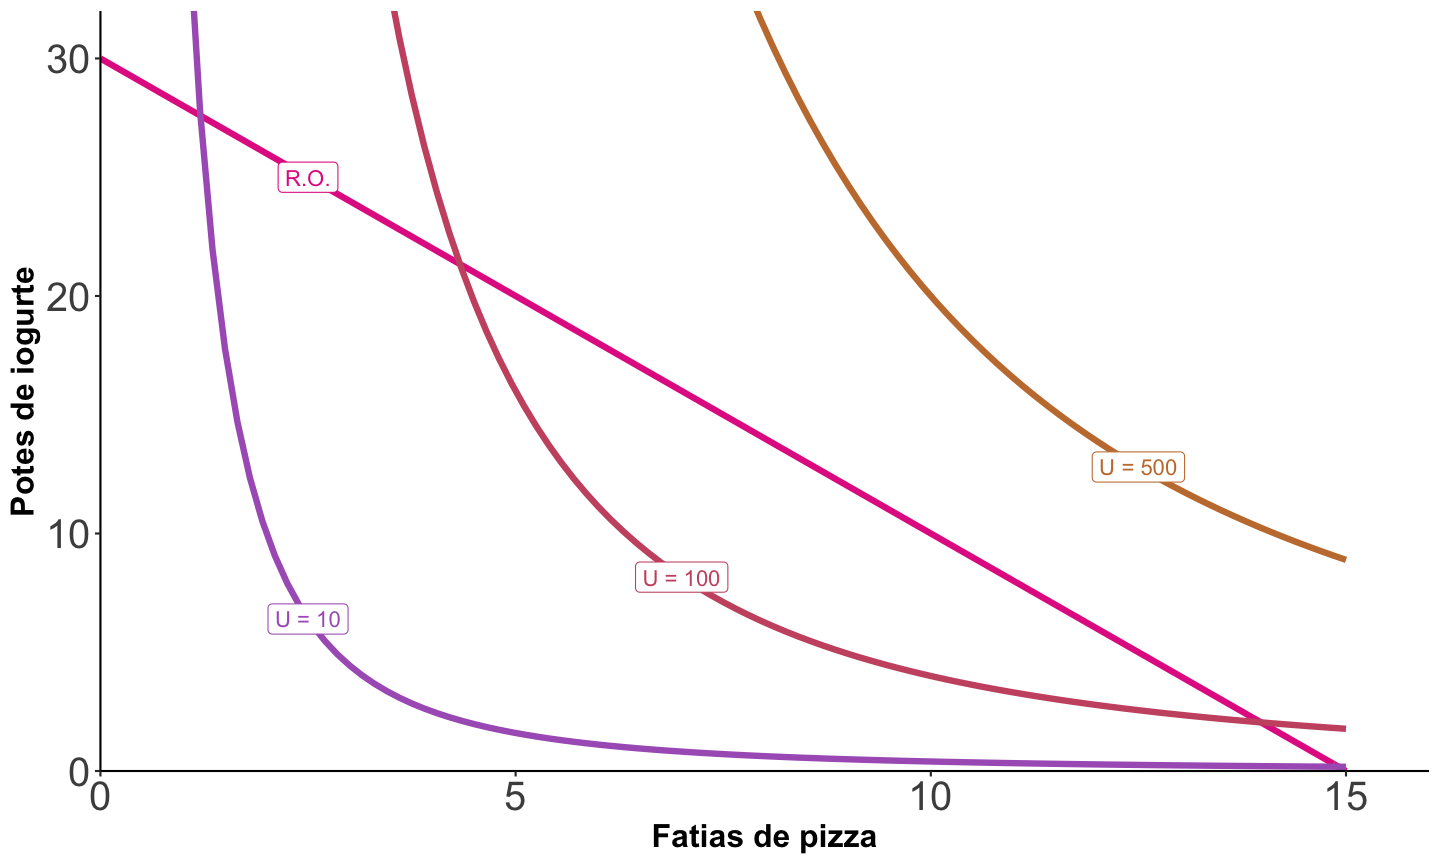 30
R.O.
20
Potes de iogurte
U = 500
10
U = 100
U = 10
0
0 5 10 15
Fatias de pizza